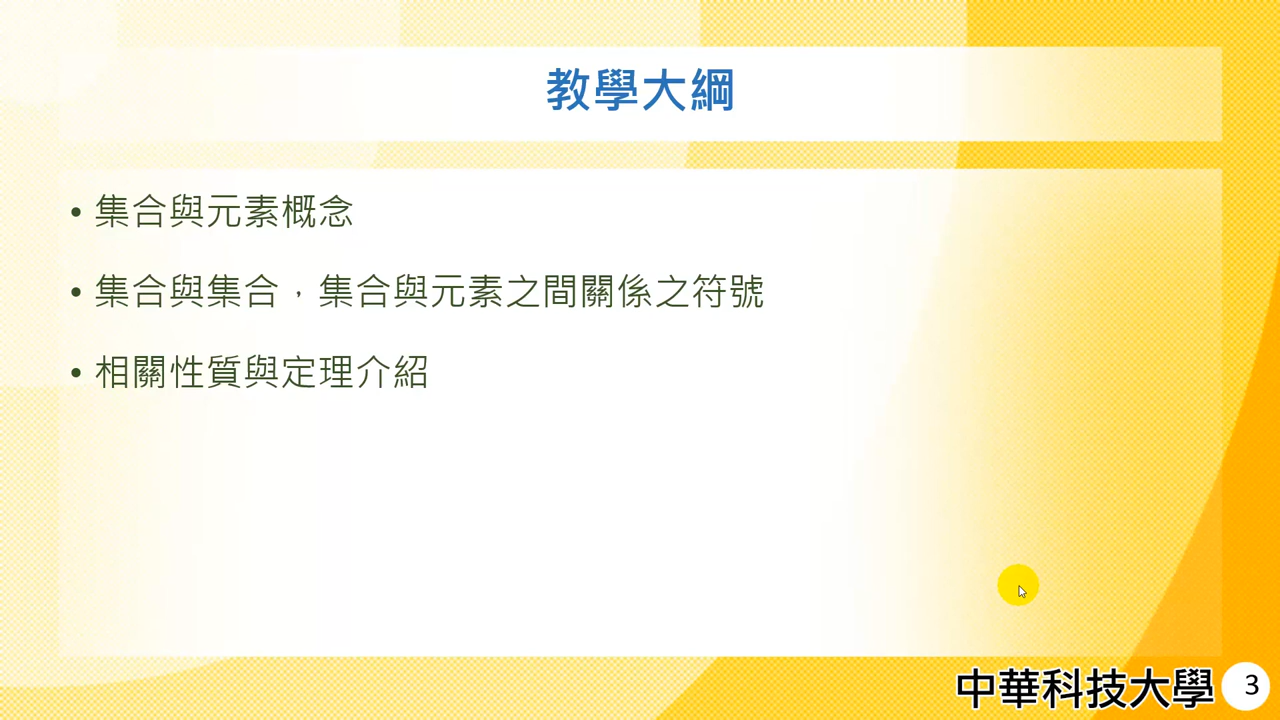 教學大綱
• 集合與元素概念
• 集合與集合，集合與元素之間關係之符號
• 相關性質與定理介紹
中華科技大學
3